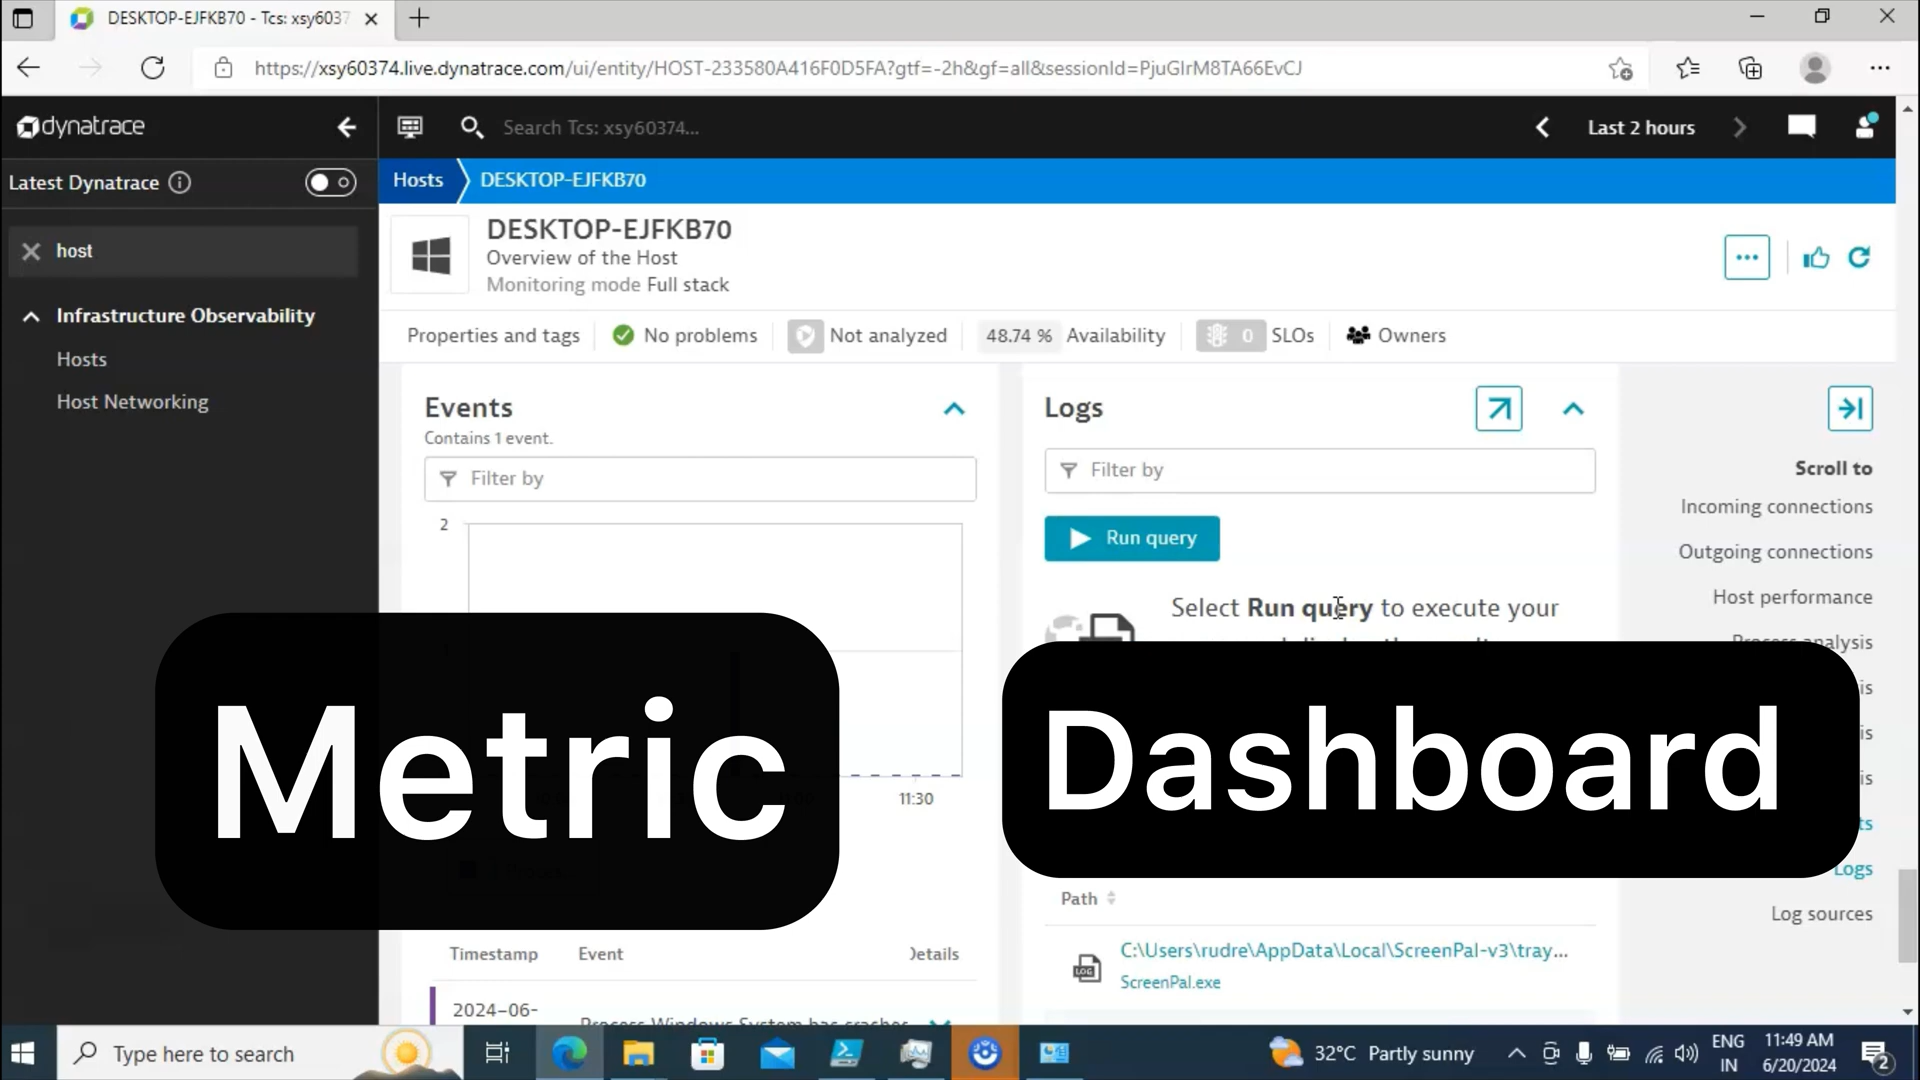 DESKTOP-EJFKB70 - Tcs: xsy6037
https://xsy60374.live.dynatrace.com/ui/entity/HOST-233580A416F0D5FA?gtf=-2h&gf=all&sessionId=PjuGIrM8TA66EvCJ
dynatrace
Search Tcs: xsy60374...
Last 2 hours
Latest Dynatrace
Hosts
DESKTOP-EJFKB70
host
DESKTOP-EJFKB70
Overview of the Host
Monitoring mode Full stack
Infrastructure Observability
Hosts
Host Networking
Properties and tags
No problems
Not analyzed
48.74 % Availability
0 SLOs
Owners
Events
Contains 1 event.
Filter by
2
11:30
Timestamp Event
2024-06-
Logs
Filter by
Run query
Select Run query to execute your
Path
C:\Users\rudre\AppData\Local\ScreenPal-v3\tray...
LOG
ScreenPal.exe
Scroll to
Incoming connections
Outgoing connections
Host performance
Process analysis
Logs
Log sources
Metric
Dashboard
Type here to search
32°C Partly sunny
ENG
IN
11:49 AM
6/20/2024
2